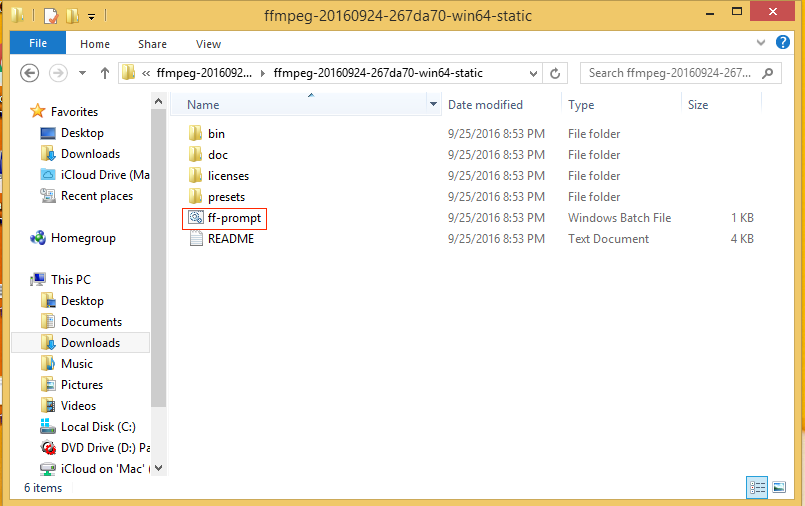 ffmpeg-20160924-267da70-win64-static
File Home Share View
ffmpeg-2016092... ffmpeg-20160924-267da70-win64-static Search ffmpeg-20160924-267...
Favorites
Desktop
Downloads
iCloud Drive (Ma
Recent places
Homegroup
This PC
Desktop
Documents
Downloads
Music
Pictures
Videos
Local Disk (C:)
DVD Drive (D:) Pa
iCloud on 'Mac' (
Name Date modified Type Size
bin 9/25/2016 8:53 PM File folder
doc 9/25/2016 8:53 PM File folder
licenses 9/25/2016 8:53 PM File folder
presets 9/25/2016 8:53 PM File folder
ff-prompt 9/25/2016 8:53 PM Windows Batch File 1 KB
README 9/25/2016 8:53 PM Text Document 4 KB
6 items